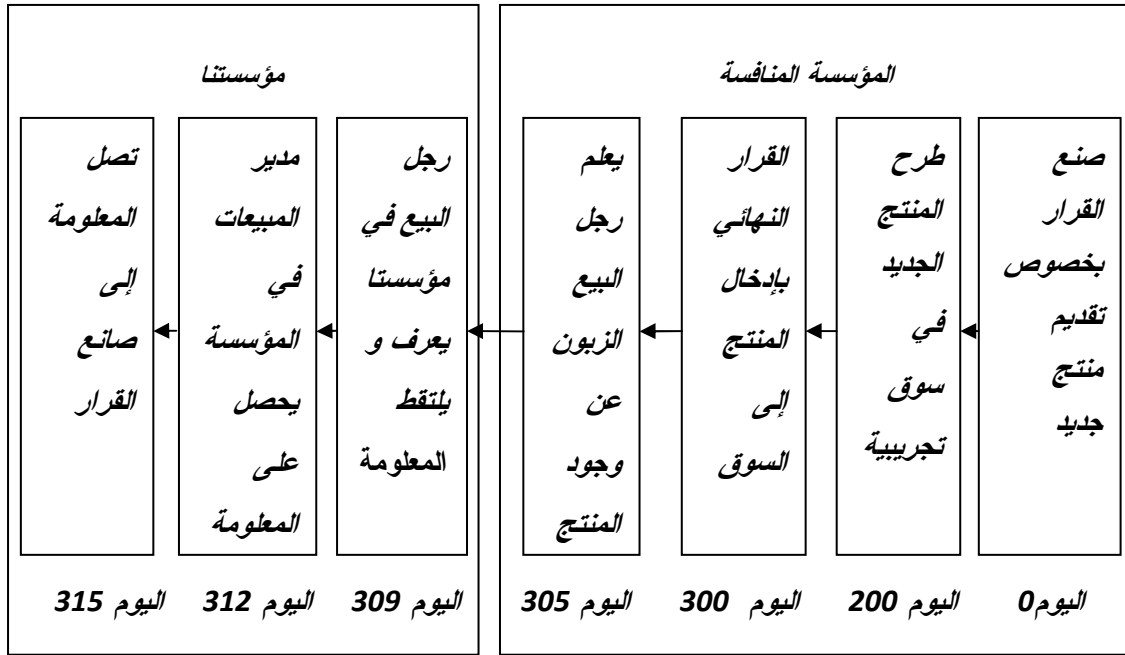 المؤسسة المنافسة
صنع
القرار
بخصوص
تقديم
منتج
جديد
طرح
المنتج
الجديد
في
سوق
تجريبية
القرار
النهائي
بإدخال
المنتج
إلى
السوق
يعلم
رجل
البيع
الزبون
عن
وجود
المنتج
اليوم0
اليوم 200
اليوم 300
اليوم 305
مؤسستنا
رجل
البيع في
مؤسستا
يعرف و
يلتقط
المعلومة
مدير
المبيعات
في
المؤسسة
يحصل
على
المعلومة
تصل
المعلومة
إلى
صانع
القرار
اليوم 309
اليوم 312
اليوم 315